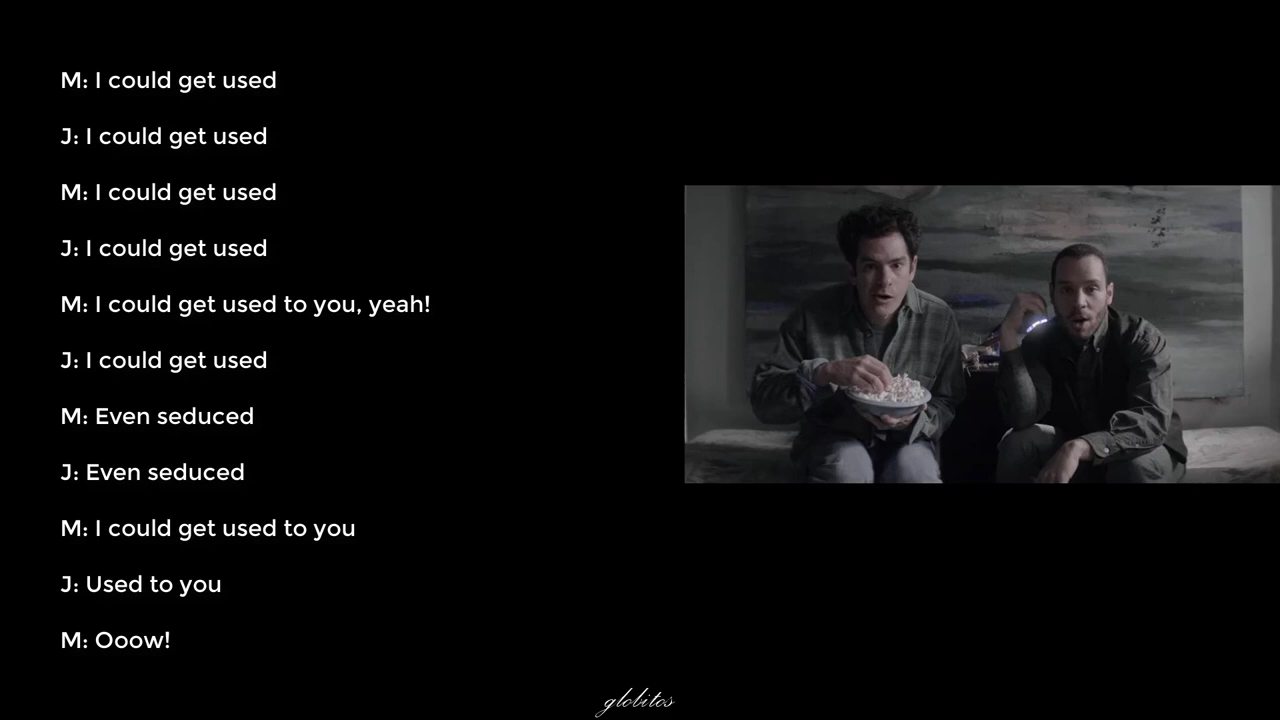 M: I could get used
J: I could get used
M: I could get used
J: I could get used
M: I could get used to you, yeah!
J: I could get used
M: Even seduced
J: Even seduced
M: I could get used to you
J: Used to you
M: Ooow!
globitos